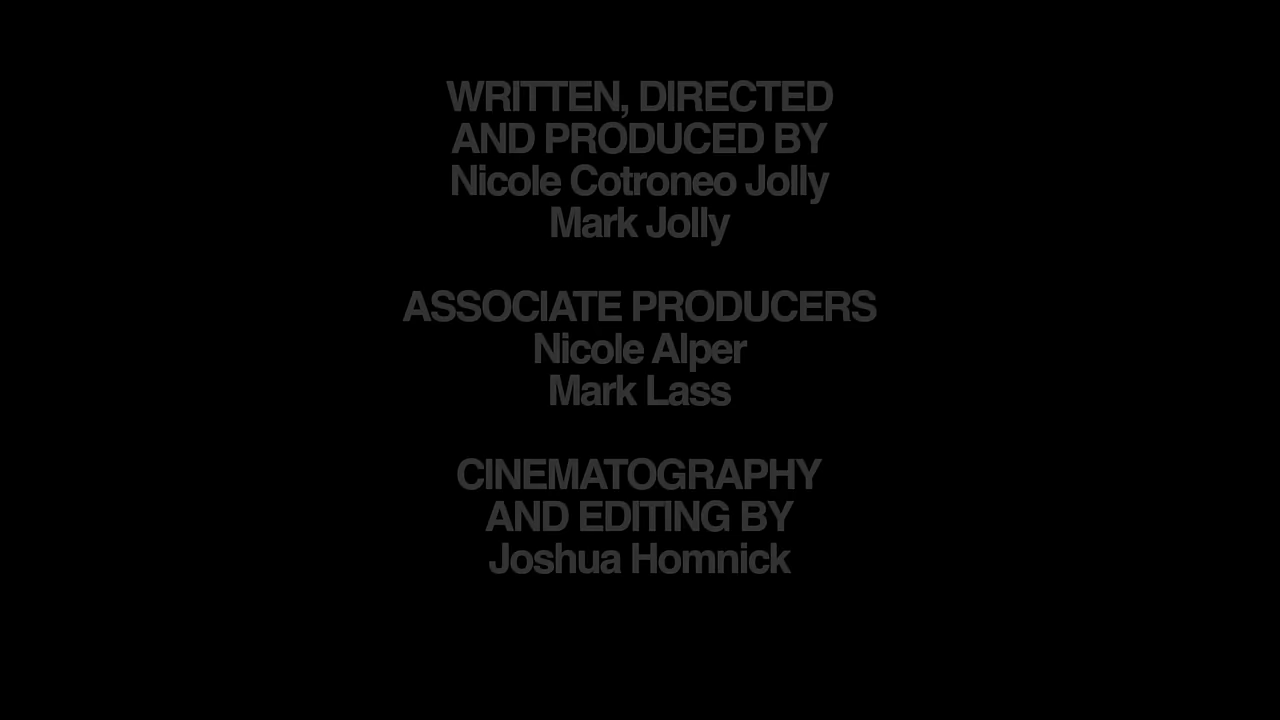 WRITTEN, DIRECTED
AND PRODUCED BY
Nicole Cotroneo Jolly
Mark Jolly
ASSOCIATE PRODUCERS
Nicole Alper
Mark Lass
CINEMATOGRAPHY
AND EDITING BY
Joshua Homnick